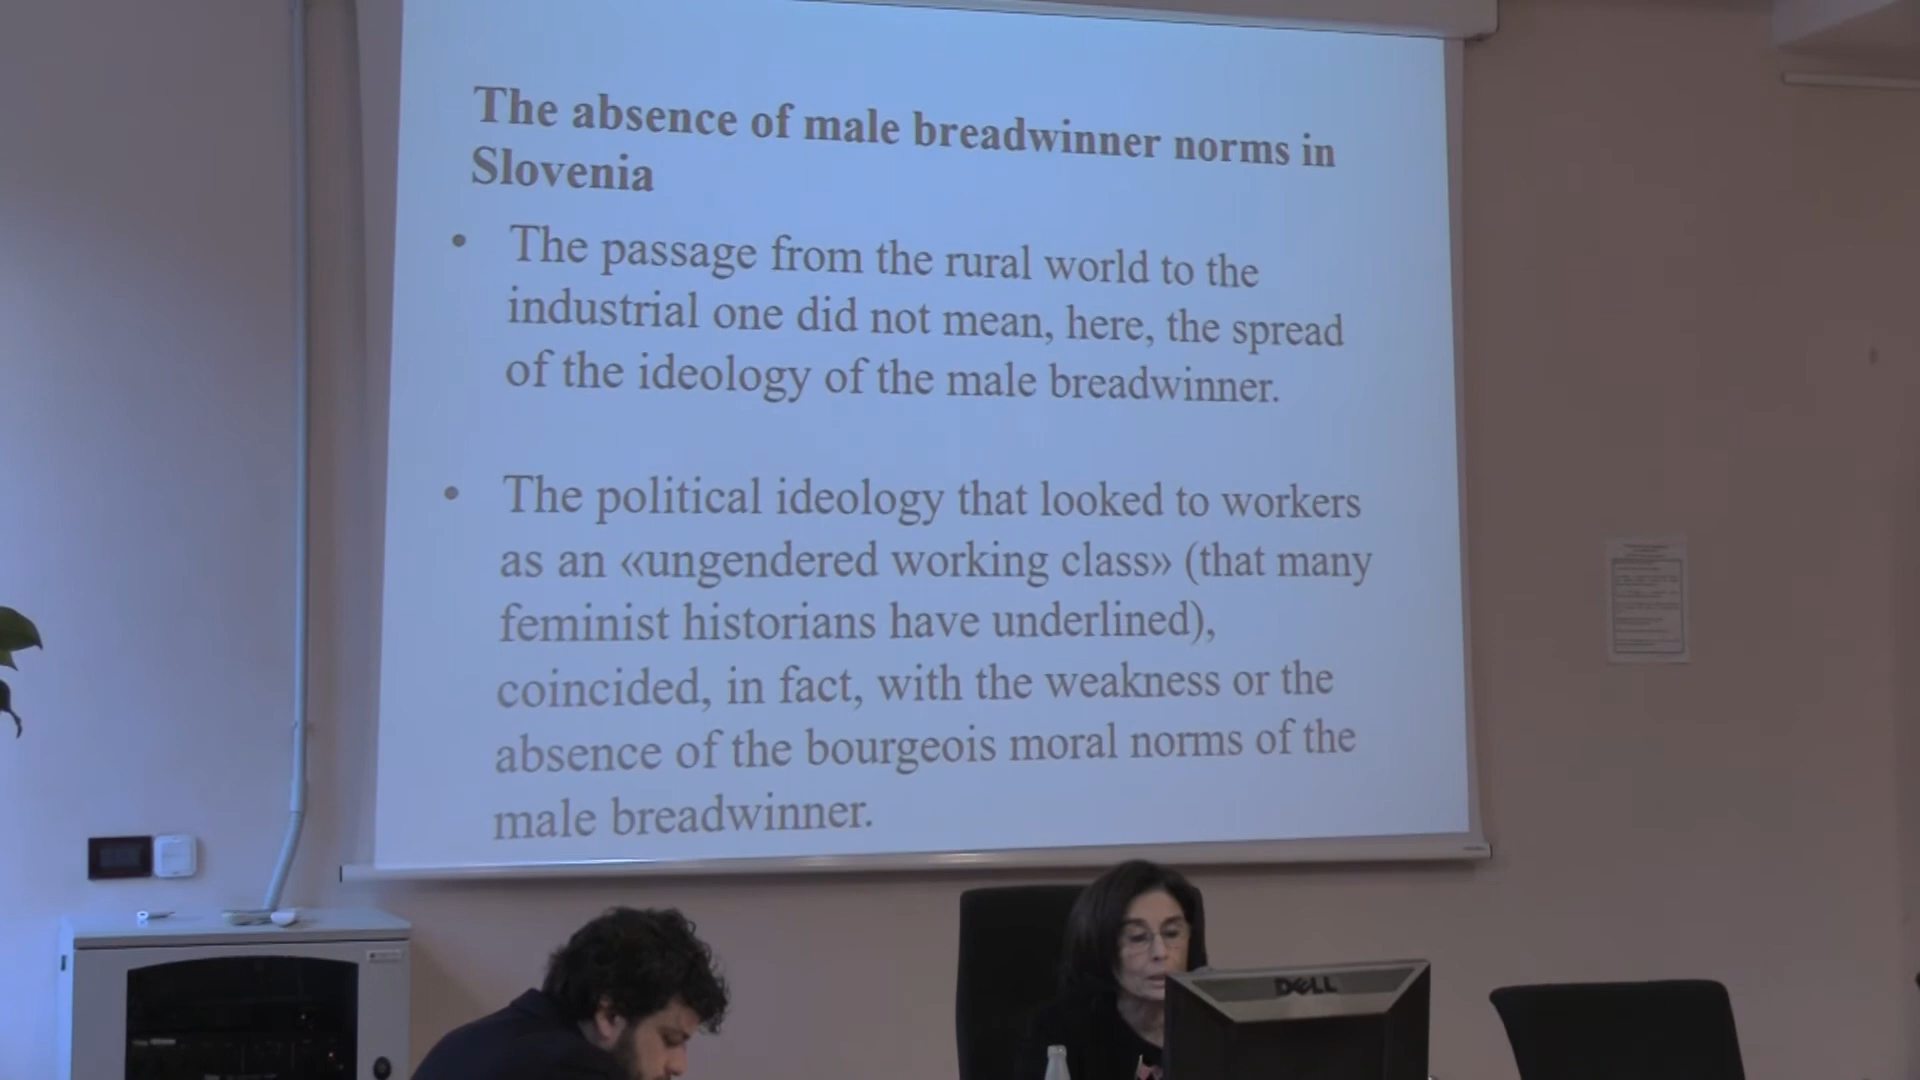 The absence of male breadwinner norms in
Slovenia
• The passage from the rural world to the
industrial one did not mean, here, the spread
of the ideology of the male breadwinner.
• The political ideology that looked to workers
as an «ungendered working class» (that many
feminist historians have underlined),
coincided, in fact, with the weakness or the
absence of the bourgeois moral norms of the
male breadwinner.
DELL